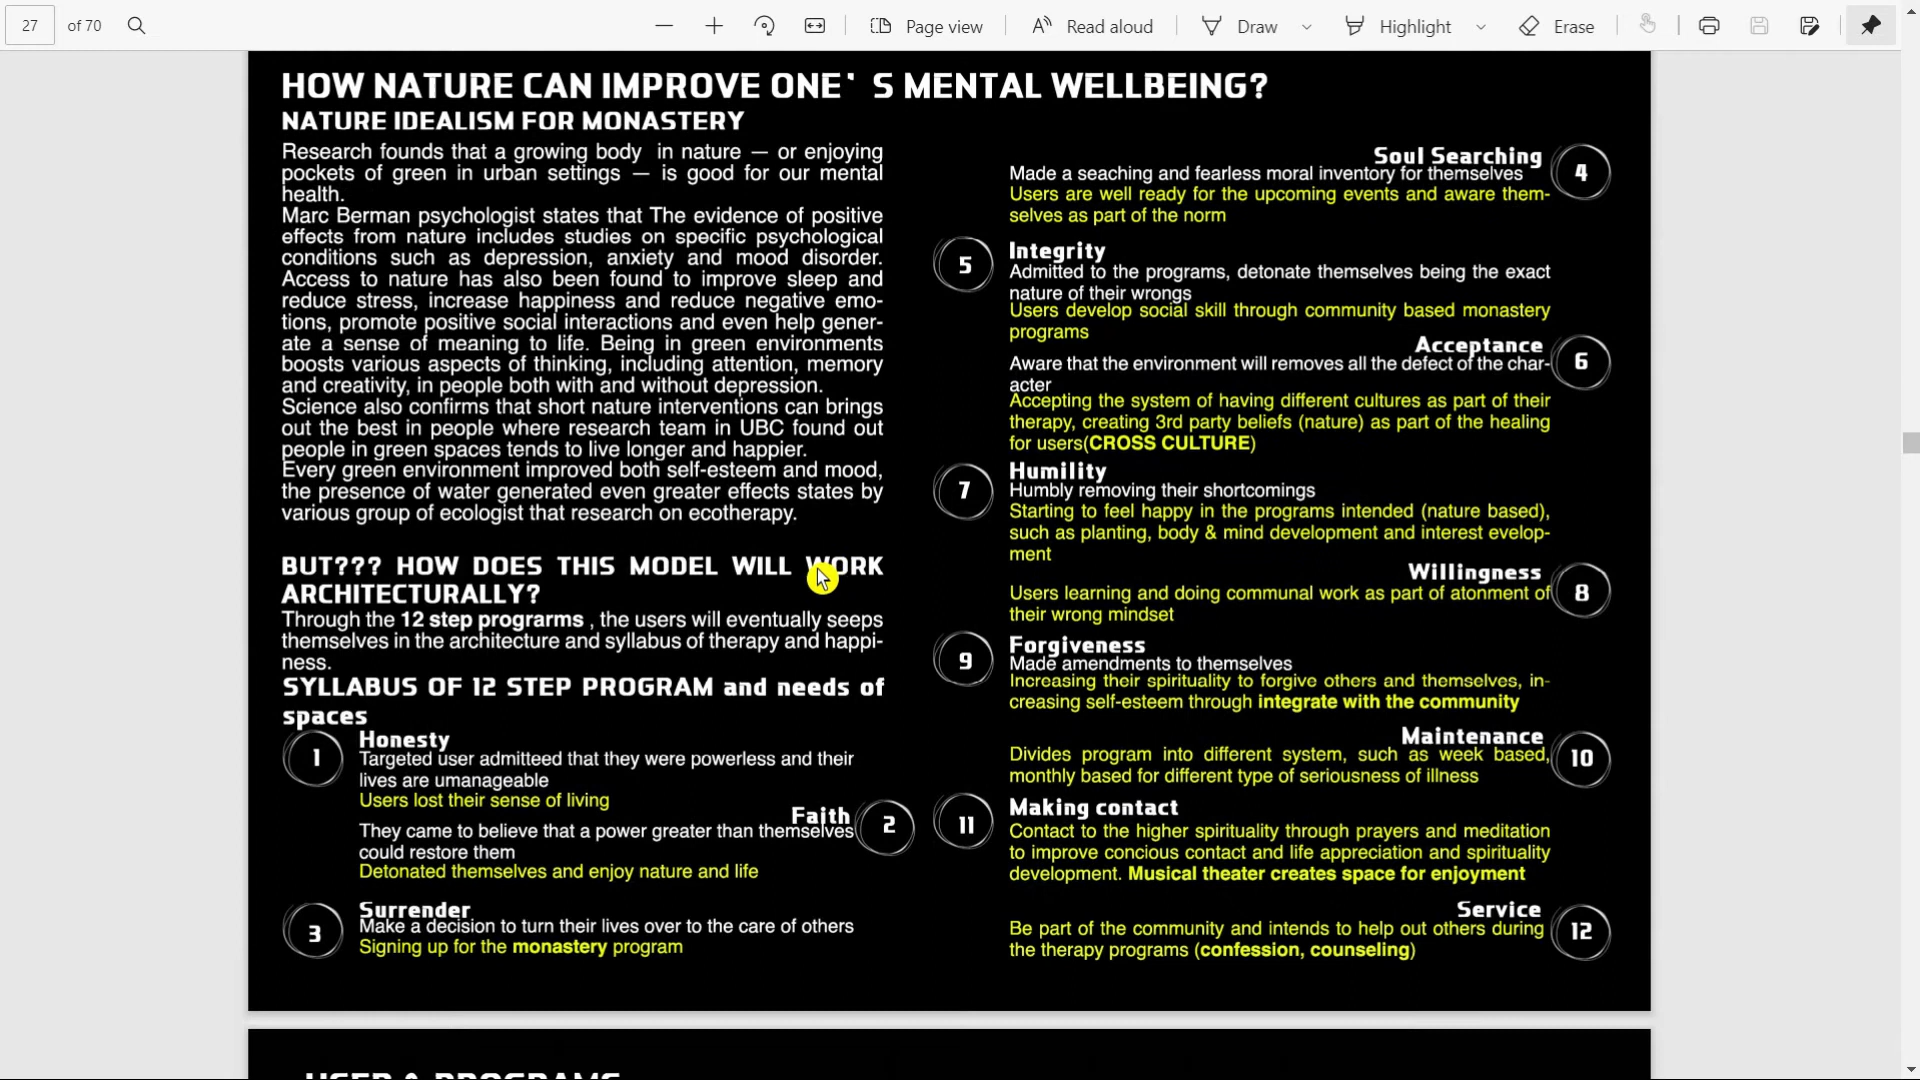 27 of 70 Page view Read aloud Draw Highlight Erase
HOW NATURE CAN IMPROVE ONE' S MENTAL WELLBEING?
NATURE IDEALISM FOR MONASTERY
Research founds that a growing body in nature — or enjoying
pockets of green in urban settings — is good for our mental
health.
Marc Berman psychologist states that The evidence of positive
effects from nature includes studies on specific psychological
conditions such as depression, anxiety and mood disorder.
Access to nature has also been found to improve sleep and
reduce stress, increase happiness and reduce negative emo-
tions, promote positive social interactions and even help gener-
ate a sense of meaning to life. Being in green environments
boosts various aspects of thinking, including attention, memory
and creativity, in people both with and without depression.
Science also confirms that short nature interventions can brings
out the best in people where research team in UBC found out
people in green spaces tends to live longer and happier.
Every green environment improved both self-esteem and mood,
the presence of water generated even greater effects states by
various group of ecologist that research on ecotherapy.
BUT??? HOW DOES THIS MODEL WILL WORK
ARCHITECTURALLY?
Through the 12 step prograrms , the users will eventually seeps
themselves in the architecture and syllabus of therapy and happi-
ness.
SYLLABUS OF 12 STEP PROGRAM and needs of
spaces
1 Honesty
Targeted user admitteed that they were powerless and their
lives are umanageable
Users lost their sense of living
Faith 2
They came to believe that a power greater than themselves
could restore them
Detonated themselves and enjoy nature and life
3 Surrender
Make a decision to turn their lives over to the care of others
Signing up for the monastery program
Soul Searching 4
Made a seaching and fearless moral inventory for themselves
Users are well ready for the upcoming events and aware them-
selves as part of the norm
5 Integrity
Admitted to the programs, detonate themselves being the exact
nature of their wrongs
Users develop social skill through community based monastery
programs
Acceptance 6
Aware that the environment will removes all the defect of the char-
acter
Accepting the system of having different cultures as part of their
therapy, creating 3rd party beliefs (nature) as part of the healing
for users(CROSS CULTURE)
7 Humility
Humbly removing their shortcomings
Starting to feel happy in the programs intended (nature based),
such as planting, body & mind development and interest evelop-
ment
Willingness 8
Users learning and doing communal work as part of atonment of
their wrong mindset
9 Forgiveness
Made amendments to themselves
Increasing their spirituality to forgive others and themselves, in-
creasing self-esteem through integrate with the community
Maintenance 10
Divides program into different system, such as week based,
monthly based for different type of seriousness of illness
11 Making contact
Contact to the higher spirituality through prayers and meditation
to improve concious contact and life appreciation and spirituality
development. Musical theater creates space for enjoyment
Service 12
Be part of the community and intends to help out others during
the therapy programs (confession, counseling)
USER & PROGRAMS